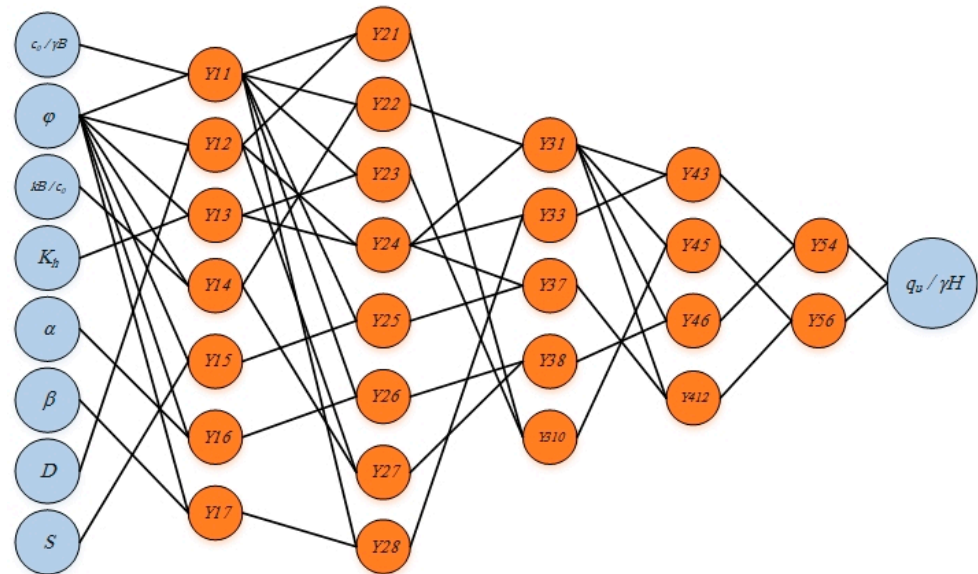 c₀ / γB
φ
kB / c₀
Kₕ
α
β
D
S
Y11
Y12
Y13
Y14
Y15
Y16
Y17
Y21
Y22
Y23
Y24
Y25
Y26
Y27
Y28
Y31
Y33
Y37
Y38
Y310
Y43
Y45
Y46
Y412
Y54
Y56
qᵤ / γH